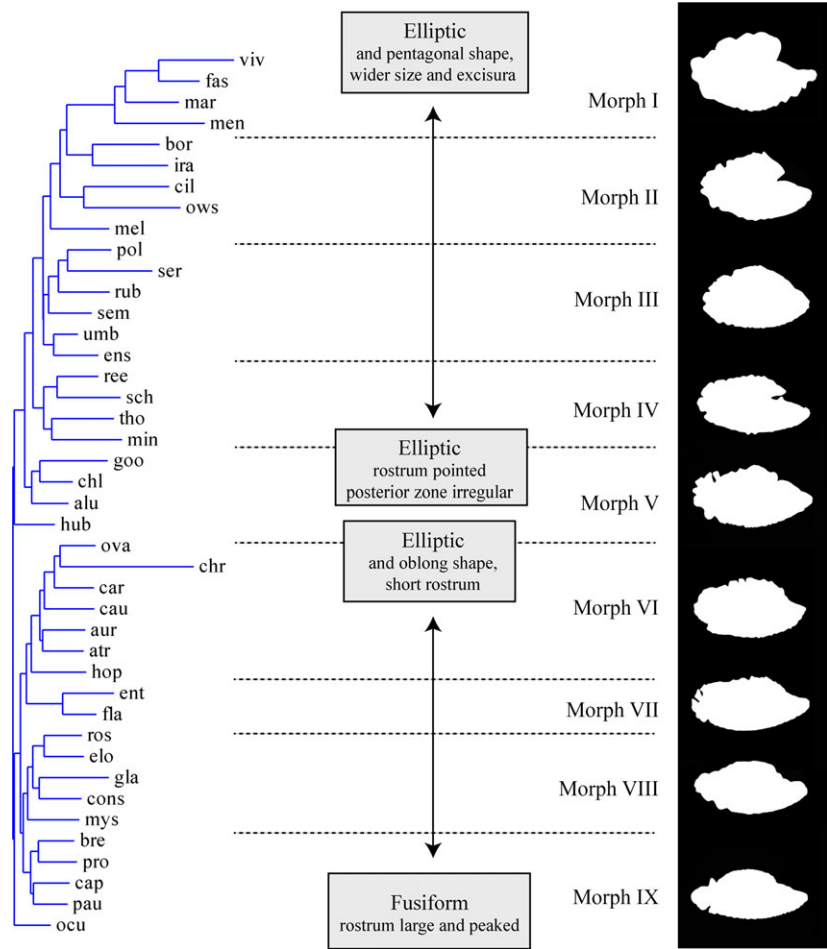 viv
fas
mar
men
bor
ira
cil
ows
mel
pol
ser
rub
sem
umb
ens
ree
sch
tho
min
goo
chl
alu
hub
ova
chr
car
cau
aur
atr
hop
ent
fla
ros
elo
gla
cons
mys
bre
pro
cap
pau
ocu
Elliptic
and pentagonal shape,
wider size and excisura
Elliptic
rostrum pointed
posterior zone irregular
Elliptic
and oblong shape,
short rostrum
Fusiform
rostrum large and peaked
Morph I
Morph II
Morph III
Morph IV
Morph V
Morph VI
Morph VII
Morph VIII
Morph IX